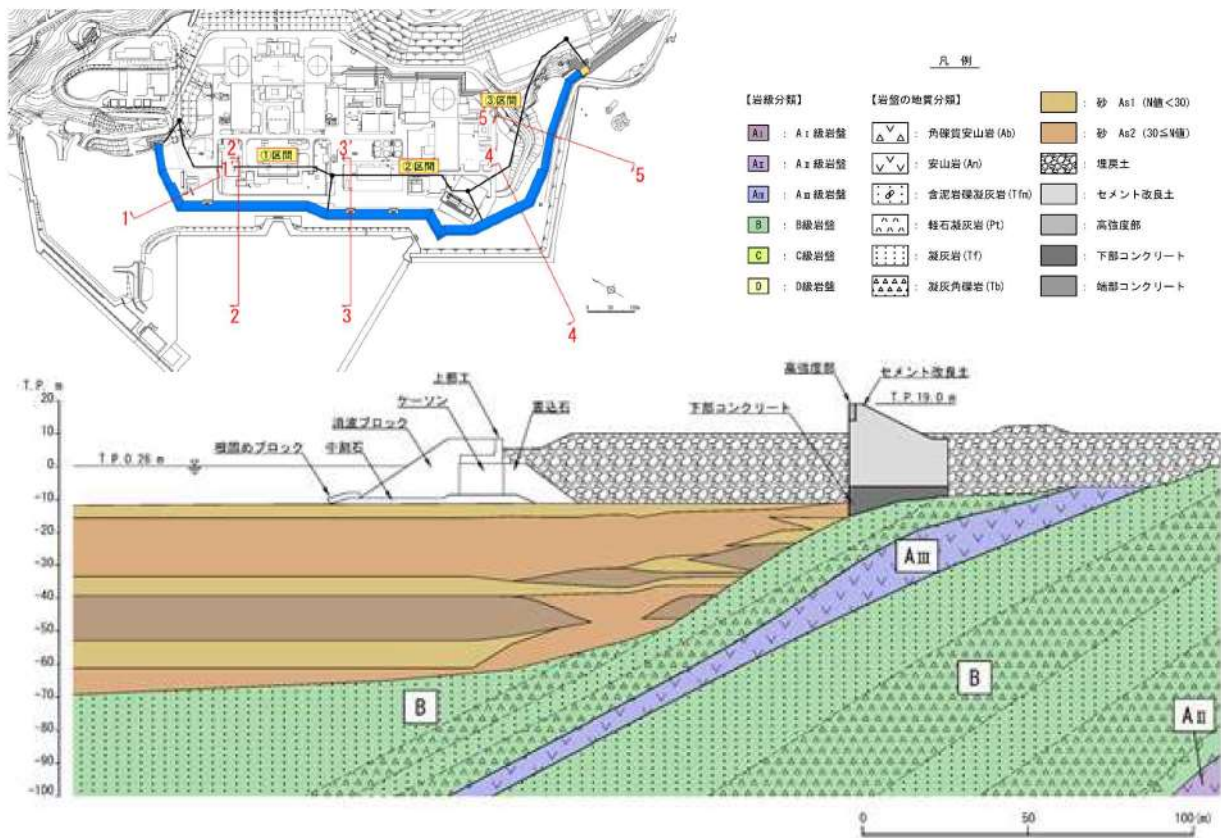 ①区間
②区間
③区間
1
2'
2
3'
3
4
4
5
5
凡 例
【岩級分類】
【岩盤の地質分類】
AⅠ : AⅠ級岩盤
AⅡ : AⅡ級岩盤
AⅢ : AⅢ級岩盤
B : B級岩盤
C : C級岩盤
D : D級岩盤
: 角礫質安山岩(Ab)
: 安山岩(An)
: 含泥岩礫凝灰岩(Tfm)
: 軽石凝灰岩(Pt)
: 凝灰岩(Tf)
: 凝灰角礫岩(Tb)
: 砂 As1 (N値<30)
: 砂 As2 (30≦N値)
: 埋戻土
: セメント改良土
: 高強度部
: 下部コンクリート
: 端部コンクリート
T.P. m
20
10
0
-10
-20
-30
-40
-50
-60
-70
-80
-90
-100
上部工
ケーソン
裏込石
消波ブロック
根固めブロック
中割石
T.P.0.26 m
高強度部
セメント改良土
T.P.19.0 m
下部コンクリート
AⅢ
B
B
AⅡ
0
50
100(m)